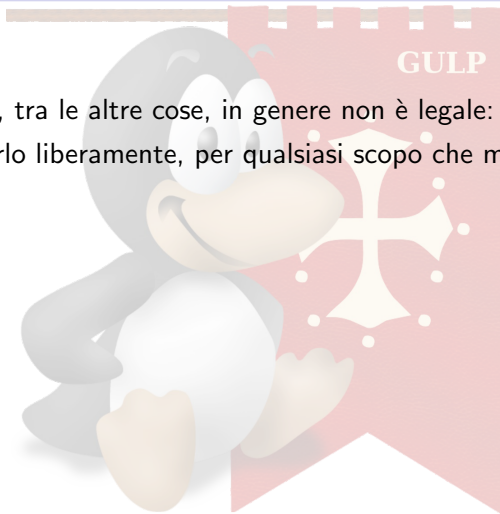 GULP
, tra le altre cose, in genere non è legale:
rlo liberamente, per qualsiasi scopo che m